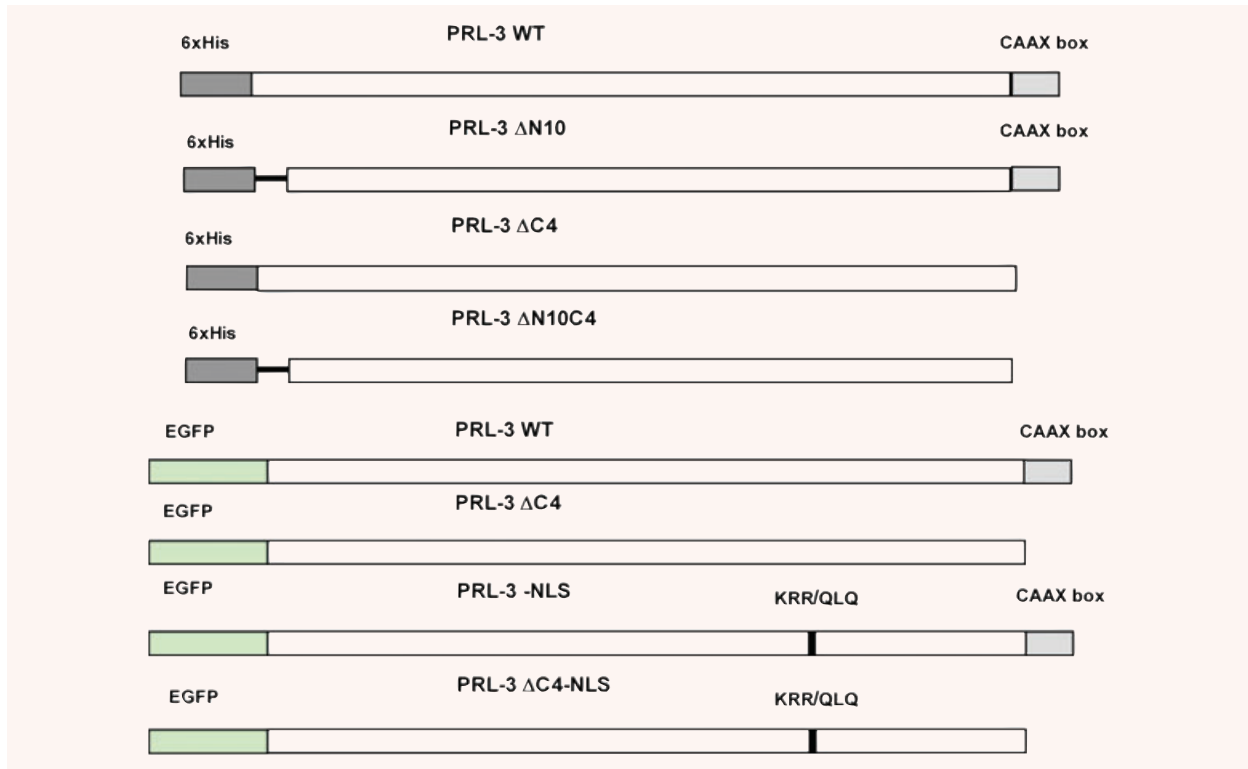 PRL-3 WT
6xHis
CAAX box
PRL-3 ΔN10
CAAX box
6xHis
PRL-3 ΔC4
6xHis
PRL-3 ΔN10C4
6xHis
EGFP
PRL-3 WT
CAAX box
PRL-3 ΔC4
EGFP
EGFP
PRL-3 -NLS
KRR/QLQ
CAAX box
PRL-3 ΔC4-NLS
EGFP
KRR/QLQ